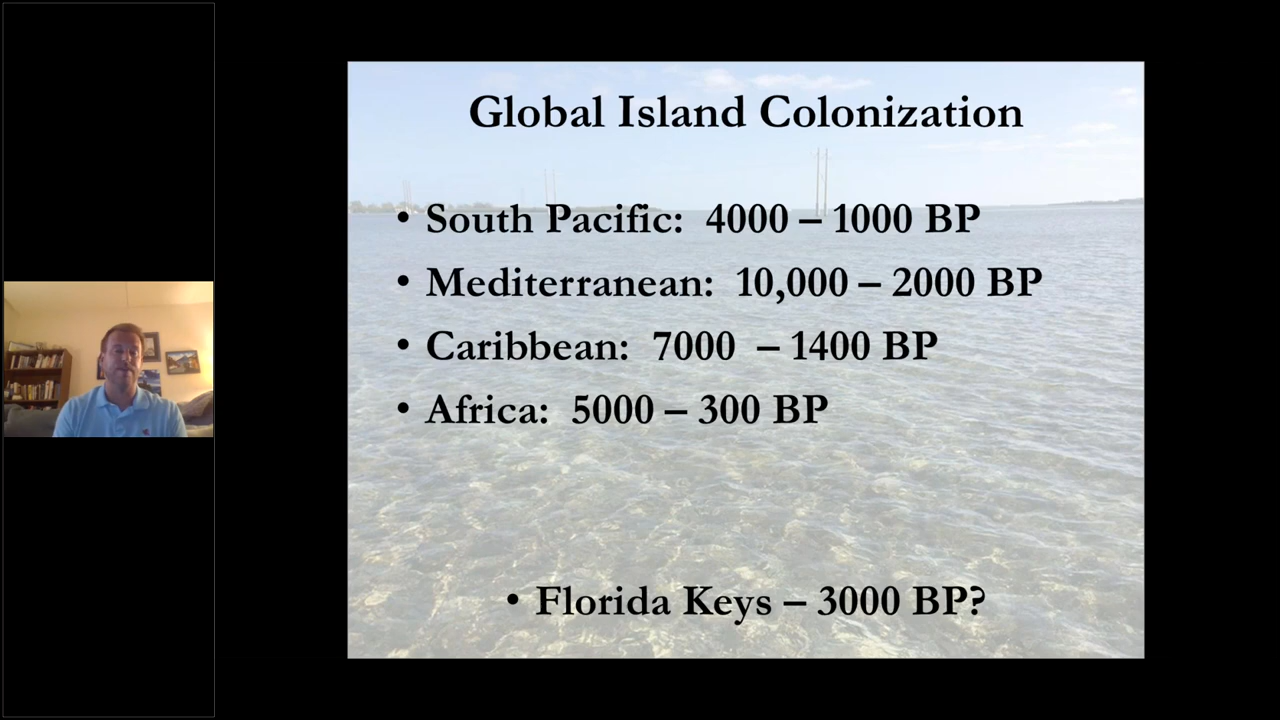 Global Island Colonization
• South Pacific: 4000 – 1000 BP
• Mediterranean: 10,000 – 2000 BP
• Caribbean: 7000 – 1400 BP
• Africa: 5000 – 300 BP
• Florida Keys – 3000 BP?